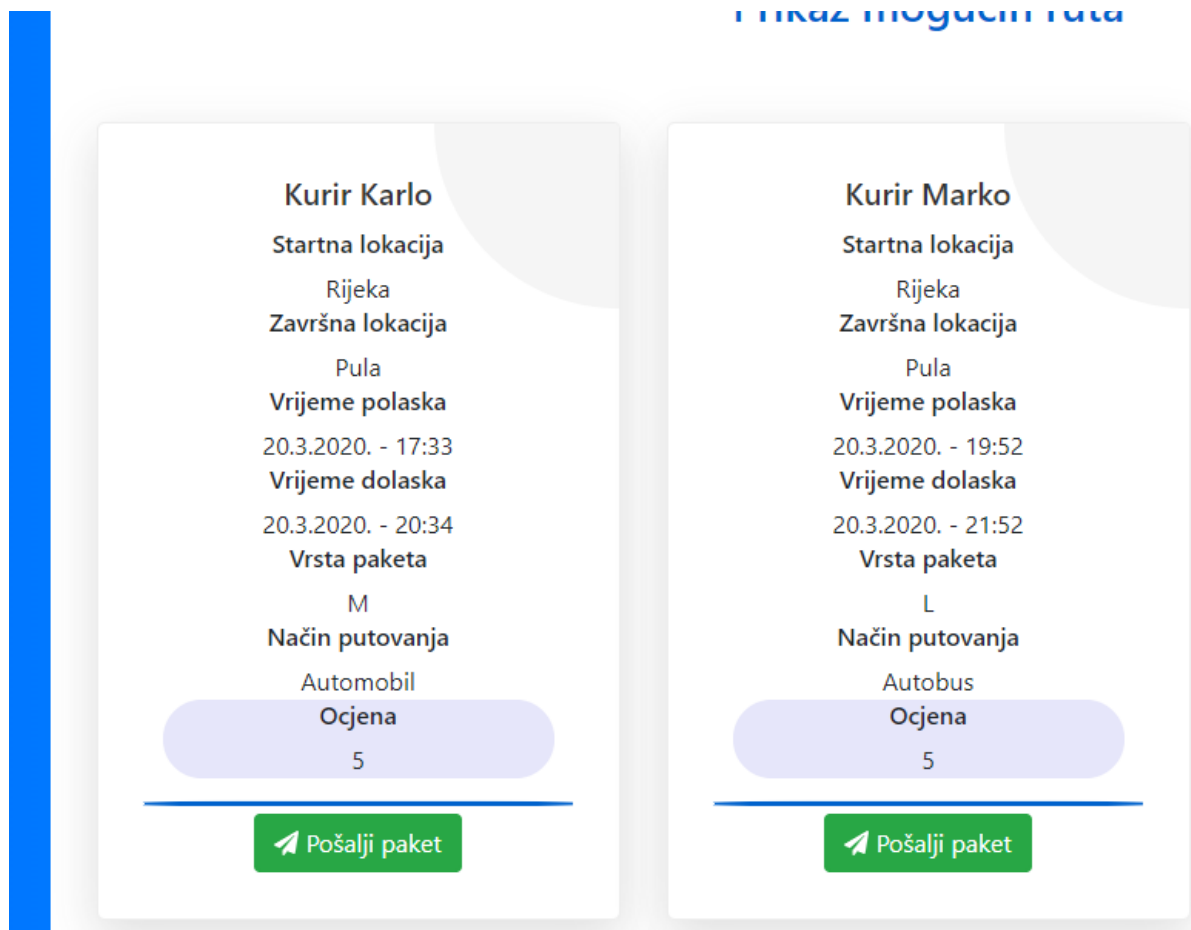 Prikaz mogućih ruta
Kurir Karlo
Startna lokacija
Rijeka
Završna lokacija
Pula
Vrijeme polaska
20.3.2020. - 17:33
Vrijeme dolaska
20.3.2020. - 20:34
Vrsta paketa
M
Način putovanja
Automobil
Ocjena
5
Pošalji paket
Kurir Marko
Startna lokacija
Rijeka
Završna lokacija
Pula
Vrijeme polaska
20.3.2020. - 19:52
Vrijeme dolaska
20.3.2020. - 21:52
Vrsta paketa
L
Način putovanja
Autobus
Ocjena
5
Pošalji paket